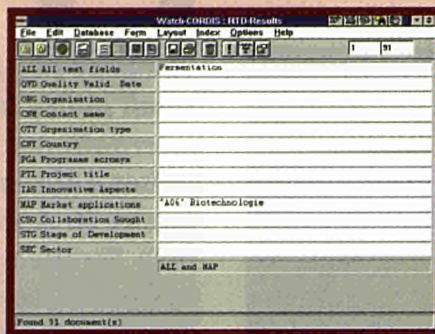 Watch-CORDIS : RTD-Results
File Edit Database Form Layout Index Options Help
1 91
ALL All text fields Fermentation
QVD Quality Valid. Date
ORG Organisation
CNM Contact name
OTY Organisation type
CNY Country
PGA Programme acronym
PTL Project title
IAS Innovative Aspects
MAP Market applications "A06" Biotechnologie
CSO Collaboration Sought
STG Stage of Development
SEC Sector
ALL and MAP
Found 91 document(s)